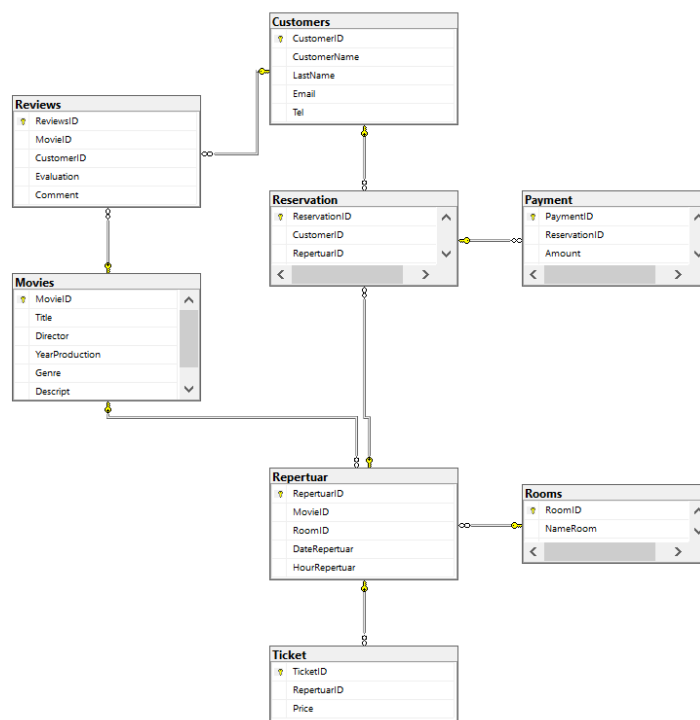 Customers
CustomerID
CustomerName
LastName
Email
Tel
Reviews
ReviewsID
MovieID
CustomerID
Evaluation
Comment
Reservation
ReservationID
CustomerID
RepertuarID
Payment
PaymentID
ReservationID
Amount
Movies
MovieID
Title
Director
YearProduction
Genre
Descript
Repertuar
RepertuarID
MovieID
RoomID
DateRepertuar
HourRepertuar
Rooms
RoomID
NameRoom
Ticket
TicketID
RepertuarID
Price